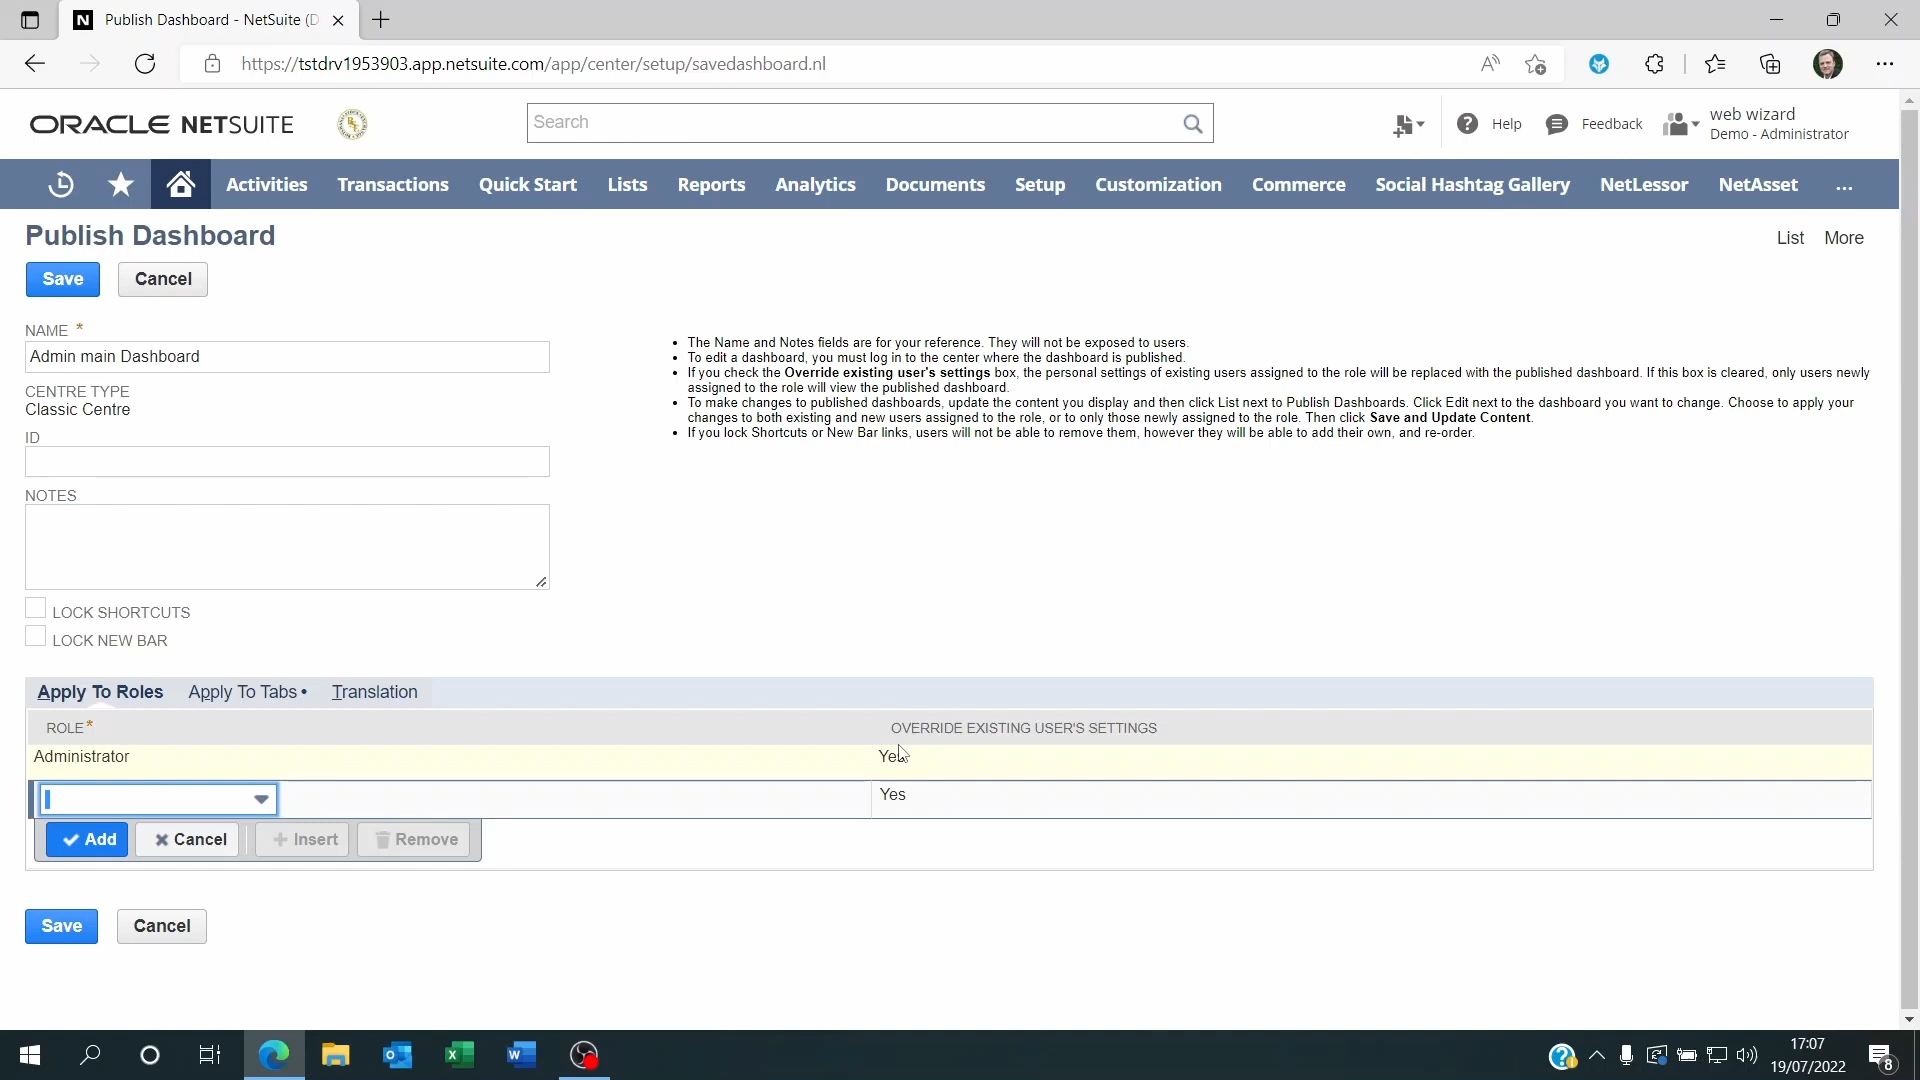 Publish Dashboard - NetSuite (D
https://tstdrv1953903.app.netsuite.com/app/center/setup/savedashboard.nl
ORACLE NETSUITE
Search
Help
Feedback
web wizard
Demo - Administrator
Activities
Transactions
Quick Start
Lists
Reports
Analytics
Documents
Setup
Customization
Commerce
Social Hashtag Gallery
NetLessor
NetAsset
...
Publish Dashboard
List
More
Save
Cancel
NAME *
Admin main Dashboard
CENTRE TYPE
Classic Centre
ID
NOTES
LOCK SHORTCUTS
LOCK NEW BAR
• The Name and Notes fields are for your reference. They will not be exposed to users.
• To edit a dashboard, you must log in to the center where the dashboard is published.
• If you check the Override existing user's settings box, the personal settings of existing users assigned to the role will be replaced with the published dashboard. If this box is cleared, only users newly
assigned to the role will view the published dashboard.
• To make changes to published dashboards, update the content you display and then click List next to Publish Dashboards. Click Edit next to the dashboard you want to change. Choose to apply your
changes to both existing and new users assigned to the role, or to only those newly assigned to the role. Then click Save and Update Content.
• If you lock Shortcuts or New Bar links, users will not be able to remove them, however they will be able to add their own, and re-order.
Apply To Roles
Apply To Tabs •
Translation
ROLE *
OVERRIDE EXISTING USER'S SETTINGS
Administrator
Yes
Yes
Add
Cancel
Insert
Remove
Save
Cancel
17:07
19/07/2022
8